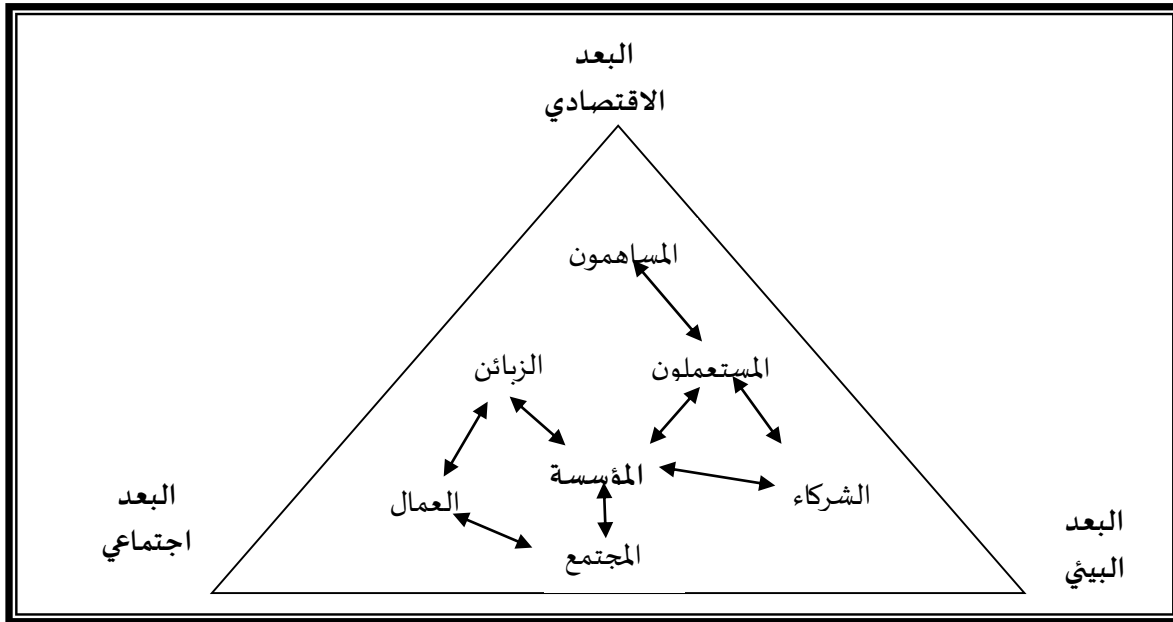 البعد
الاقتصادي
المساهمون
المستعملون
الزبائن
المؤسسة
الشركاء
العمال
البعد
اجتماعي
البعد
البيئي
المجتمع